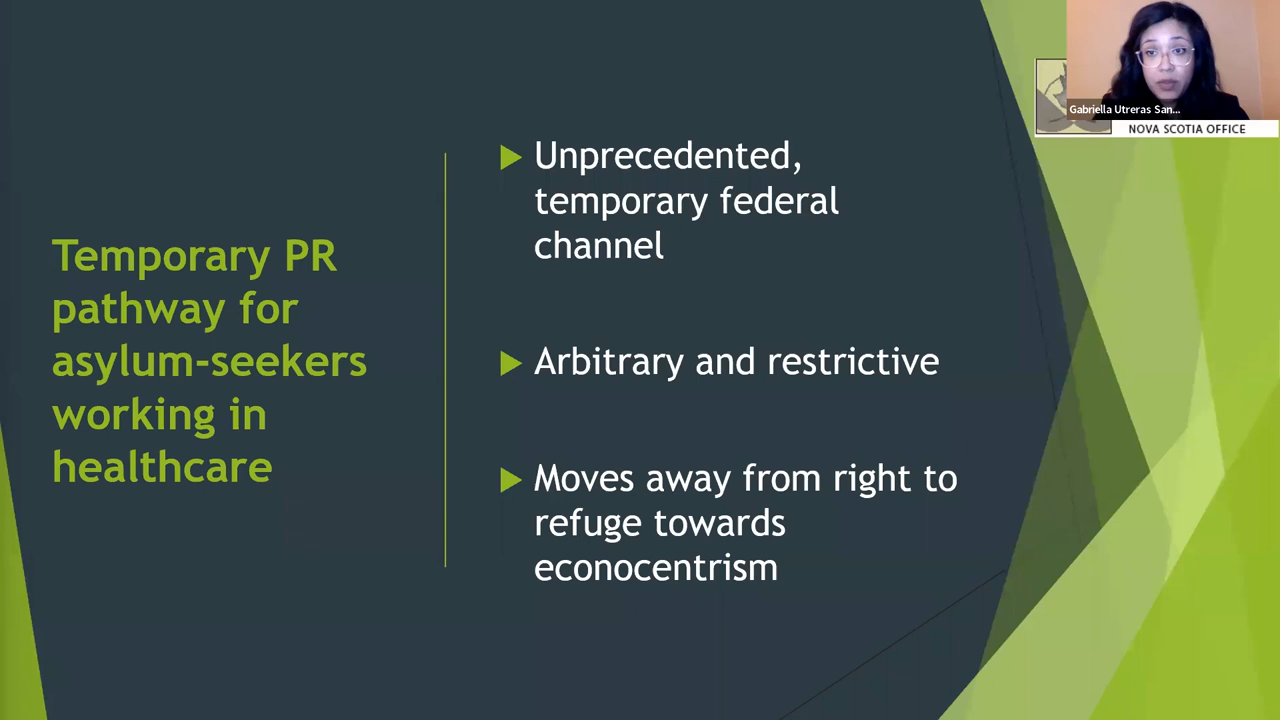 Temporary PR
pathway for
asylum-seekers
working in
healthcare
Unprecedented,
temporary federal
channel
Arbitrary and restrictive
Moves away from right to
refuge towards
econocentrism
Gabriella Utreras San...
NOVA SCOTIA OFFICE